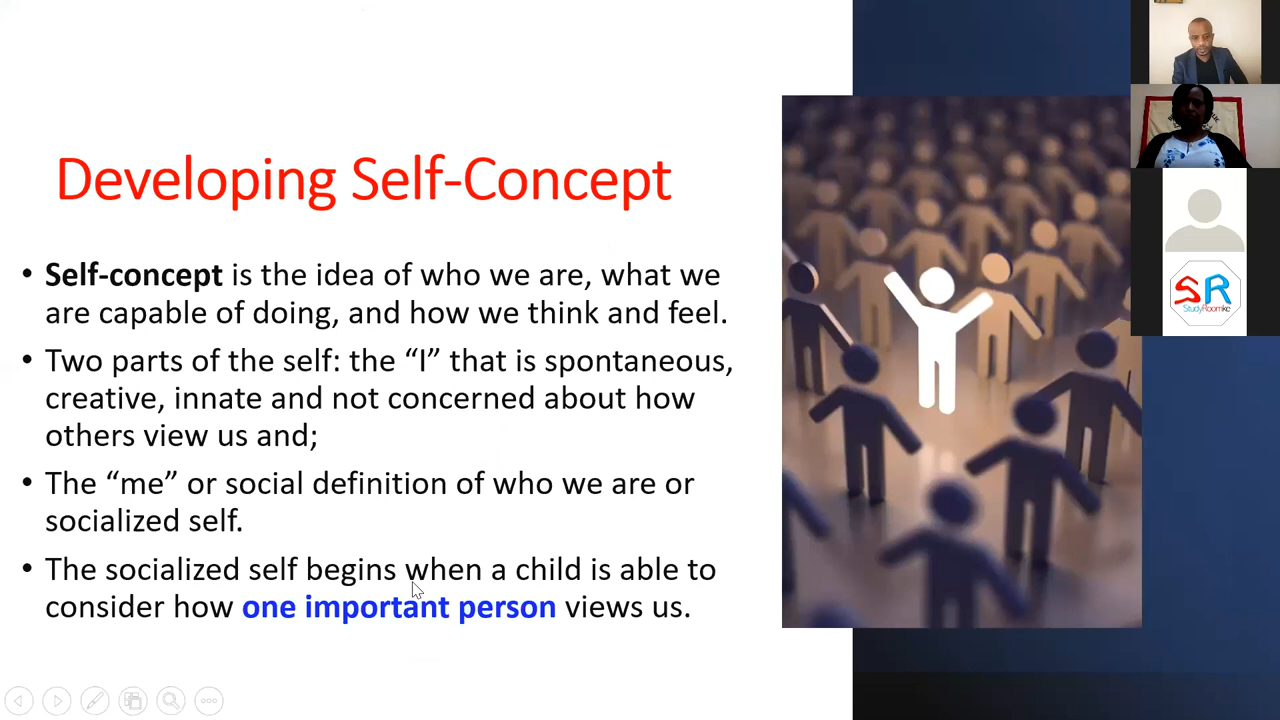 Developing Self-Concept
• Self-concept is the idea of who we are, what we
are capable of doing, and how we think and feel.
• Two parts of the self: the “I” that is spontaneous,
creative, innate and not concerned about how
others view us and;
• The “me” or social definition of who we are or
socialized self.
• The socialized self begins when a child is able to
consider how one important person views us.
SR
StudyRoomke